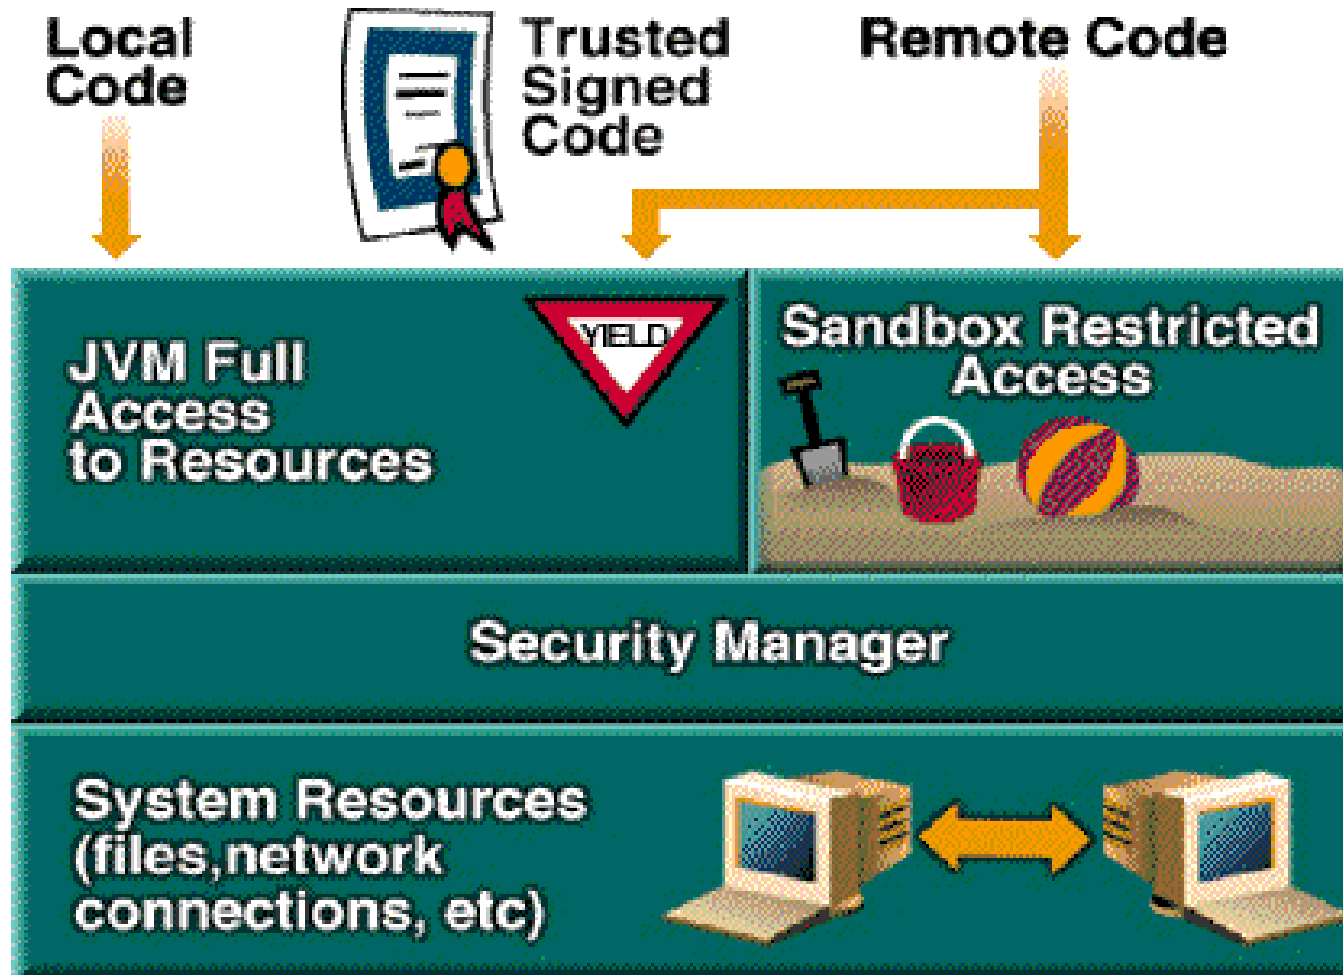 Local
Code
Trusted
Signed
Code
Remote Code
JVM Full
Access
to Resources
YIELD
Sandbox Restricted
Access
Security Manager
System Resources
(files,network
connections, etc)